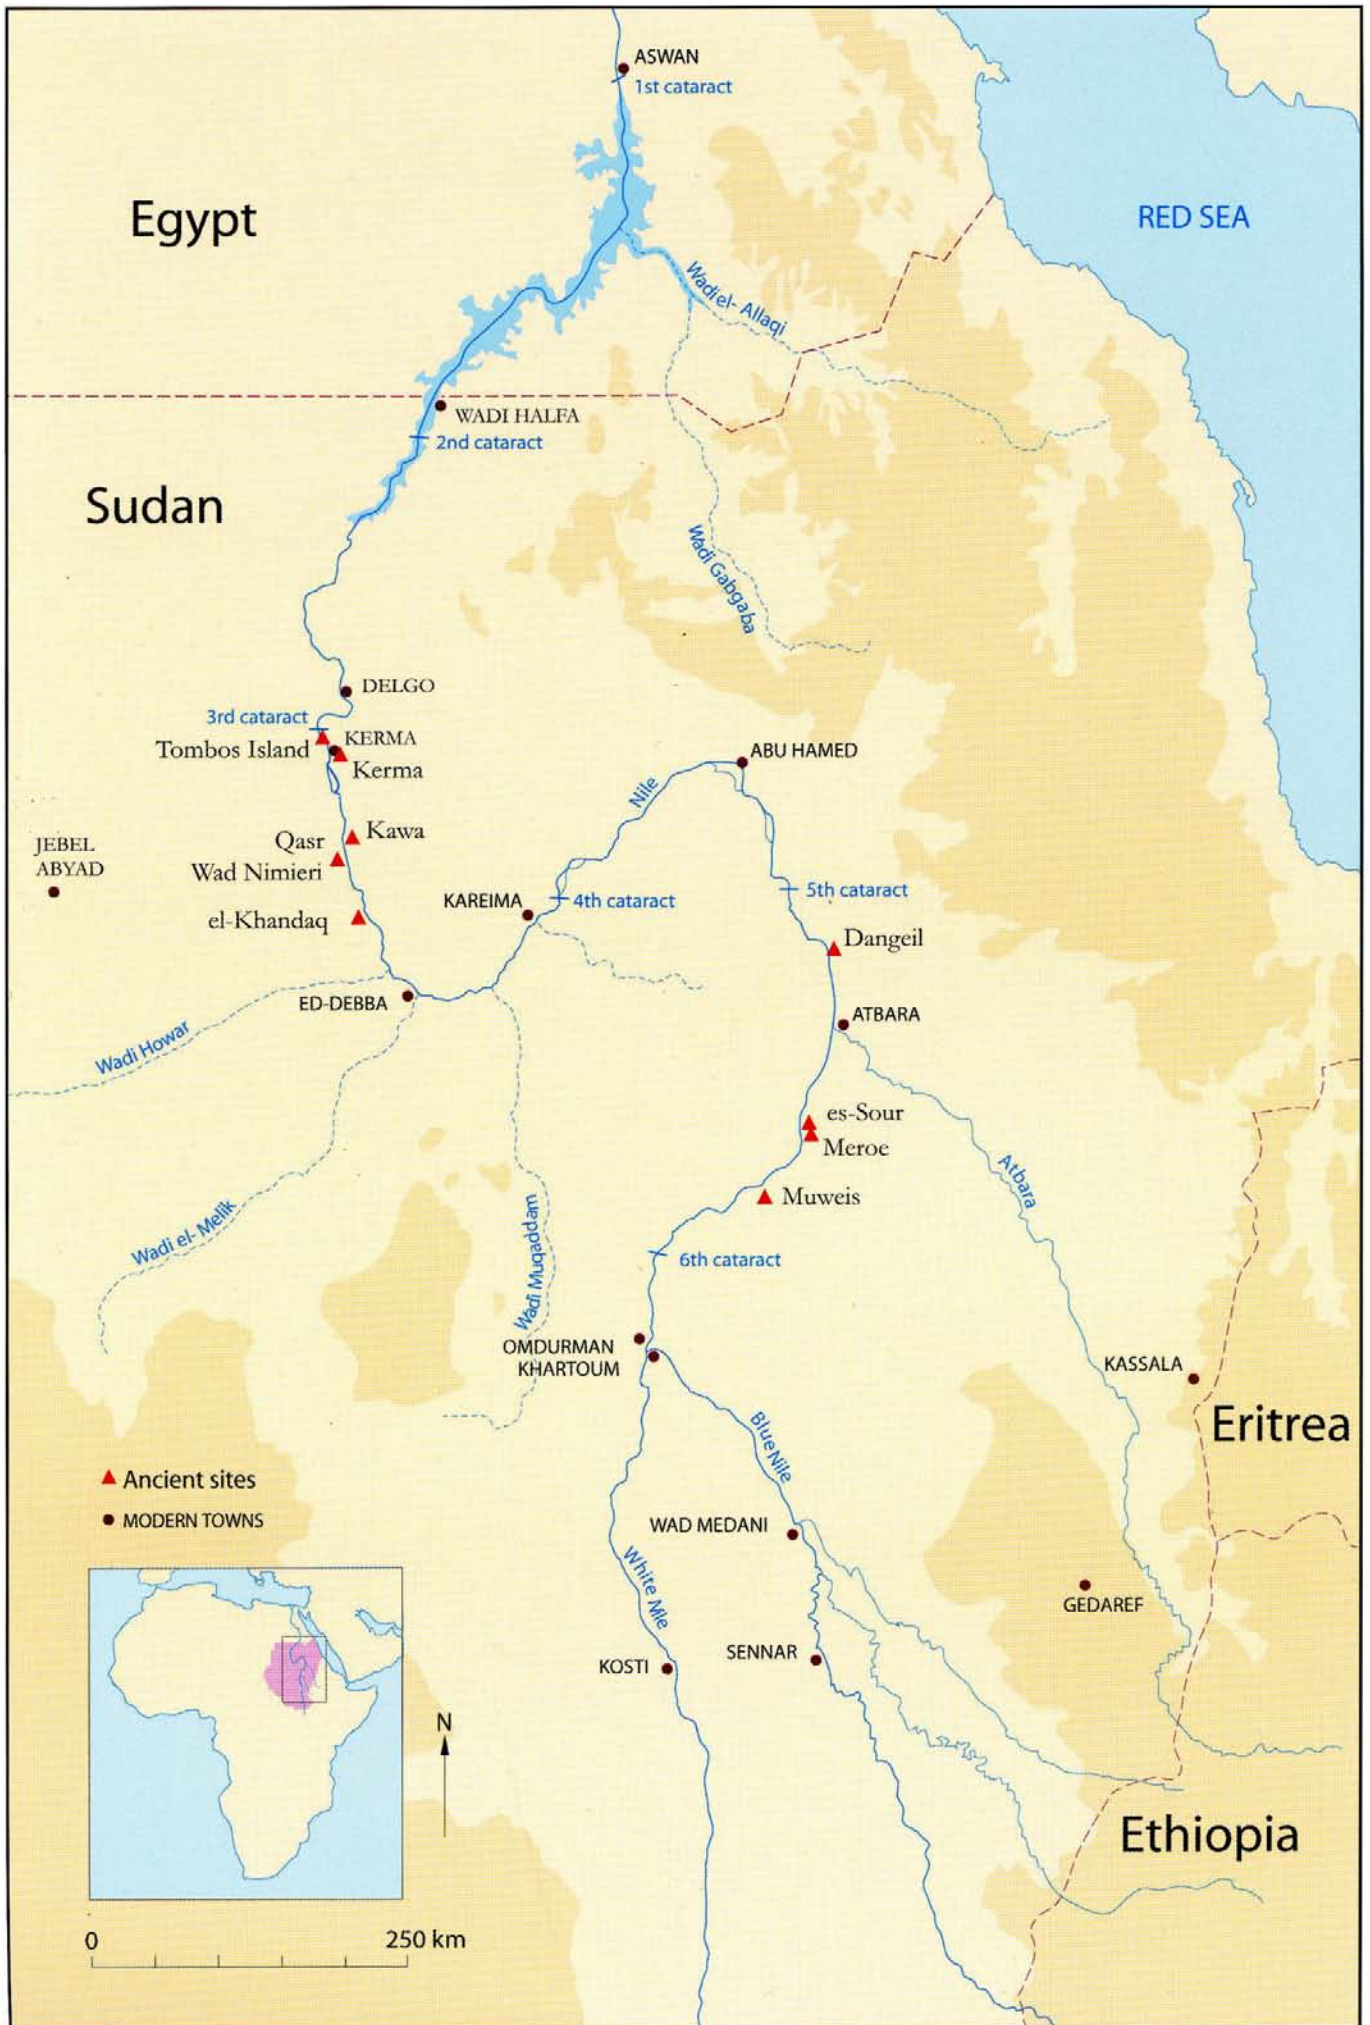 ASWAN
1st cataract
Egypt
RED SEA
Wadi el- Allaqi
WADI HALFA
2nd cataract
Sudan
Wadi Gabgaba
DELGO
3rd cataract
KERMA
Tombos Island
Kerma
ABU HAMED
Nile
Kawa
Qasr
Wad Nimieri
JEBEL
ABYAD
KAREIMA
4th cataract
5th cataract
el-Khandaq
Dangeil
ED-DEBBA
ATBARA
Wadi Howar
es-Sour
Meroe
Atbara
Muweis
Wadi el- Melik
Wadi Muqaddam
6th cataract
OMDURMAN
KHARTOUM
KASSALA
Eritrea
Blue Nile
Ancient sites
MODERN TOWNS
WAD MEDANI
White Mle
GEDAREF
SENNAR
KOSTI
N
Ethiopia
0 250 km